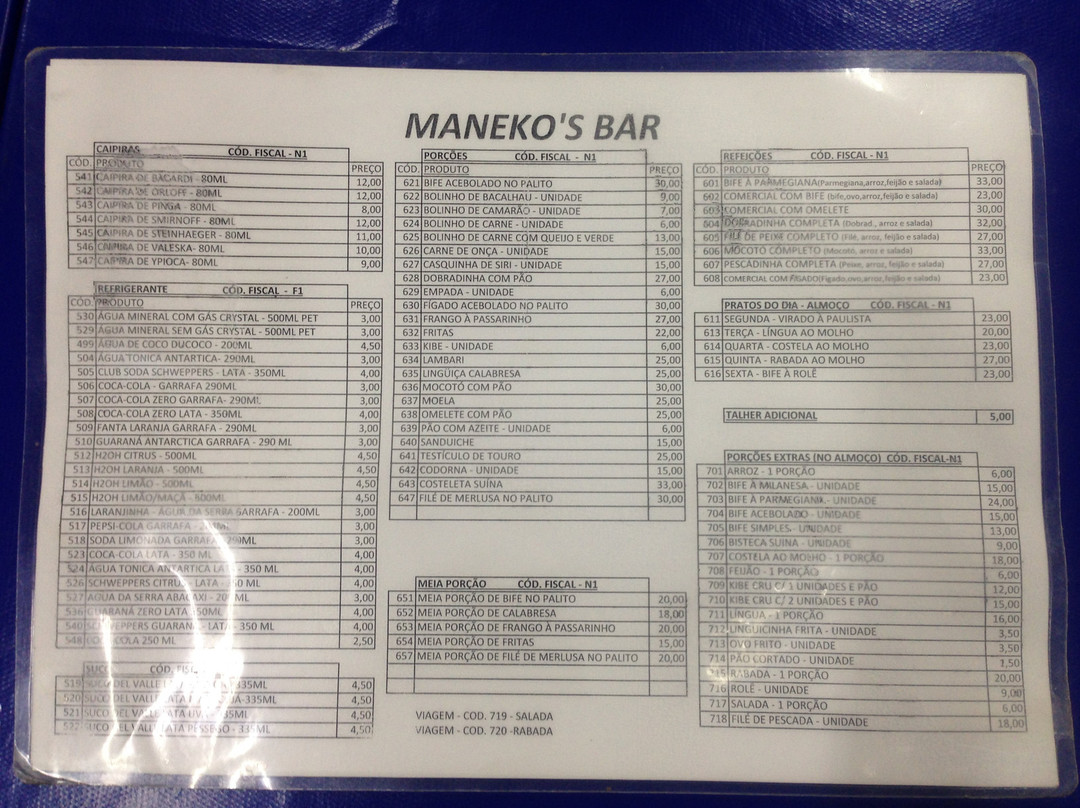 MANEKO'S BAR
CAIPIRAS CÓD. FISCAL - N1
CÓD. PRODUTO PREÇO
541 CAIPIRA DE BACARDI - 80ML 12,00
542 CAIPIRA DE ORLOFF - 80ML 12,00
543 CAIPIRA DE PINGA - 80ML 8,00
544 CAIPIRA DE SMIRNOFF - 80ML 12,00
545 CAIPIRA DE STEINHAEGER - 80ML 11,00
546 CAIPIRA DE VALESKA- 80ML 10,00
547 CAIPIRA DE YPIOCA- 80ML 9,00
REFRIGERANTE CÓD. FISCAL - F1
CÓD. PRODUTO PREÇO
530 ÁGUA MINERAL COM GÁS CRYSTAL - 500ML PET 3,00
529 ÁGUA MINERAL SEM GÁS CRYSTAL - 500ML PET 3,00
499 ÁGUA DE COCO DUCOCO - 200ML 4,50
504 ÁGUA TONICA ANTARTICA- 290ML 3,00
505 CLUB SODA SCHWEPPERS - LATA - 350ML 4,00
506 COCA-COLA - GARRAFA 290ML 3,00
507 COCA-COLA ZERO GARRAFA- 290ML 3,00
508 COCA-COLA ZERO LATA - 350ML 4,00
509 FANTA LARANJA GARRAFA - 290ML 3,00
510 GUARANÁ ANTARCTICA GARRAFA - 290 ML 3,00
512 H2OH CITRUS - 500ML 4,50
513 H2OH LARANJA - 500ML 4,50
514 H2OH LIMÃO - 500ML 4,50
515 H2OH LIMÃO/MAÇÃ - 500ML 4,50
516 LARANJINHA - ÁGUA DA SERRA GARRAFA - 200ML 3,00
517 PEPSI-COLA GARRAFA - 3,00
518 SODA LIMONADA GARRAFA 290ML 3,00
523 COCA-COLA LATA - 350 ML 4,00
524 ÁGUA TONICA ANTARTICA LATA - 350 ML 4,00
526 SCHWEPPERS CITRUS - LATA - 350 ML 4,00
527 ÁGUA DA SERRA ABACAXI - 200ML 3,00
536 GUARANÁ ZERO LATA 350ML 4,00
540 SCHWEPPERS GUARANÁ - LATA - 350 ML 4,00
548 COCA-COLA 250 ML 2,50
SUCO CÓD. FISCAL
519 SUCO DEL VALLE 335ML 4,50
520 SUCO DEL VALLE LATA -335ML 4,50
521 SUCO DEL VALLE LATA UVA - 335ML 4,50
SUCO DEL VALLE LATA PÊSSEGO - 335ML 4,50
PORÇÕES CÓD. FISCAL - N1
CÓD. PRODUTO PREÇO
621 BIFE ACEBOLADO NO PALITO 30,00
622 BOLINHO DE BACALHAU - UNIDADE 9,00
623 BOLINHO DE CAMARÃO - UNIDADE 7,00
624 BOLINHO DE CARNE - UNIDADE 6,00
625 BOLINHO DE CARNE COM QUEIJO E VERDE 13,00
626 CARNE DE ONÇA - UNIDADE 15,00
627 CASQUINHA DE SIRI - UNIDADE 15,00
628 DOBRADINHA COM PÃO 27,00
629 EMPADA - UNIDADE 6,00
630 FÍGADO ACEBOLADO NO PALITO 30,00
631 FRANGO À PASSARINHO 27,00
632 FRITAS 22,00
633 KIBE - UNIDADE 6,00
634 LAMBARI 25,00
635 LINGÜIÇA CALABRESA 25,00
636 MOCOTÓ COM PÃO 30,00
637 MOELA 25,00
638 OMELETE COM PÃO 25,00
639 PÃO COM AZEITE - UNIDADE 6,00
640 SANDUICHE 15,00
641 TESTÍCULO DE TOURO 25,00
642 CODORNA - UNIDADE 15,00
643 COSTELETA SUÍNA 33,00
647 FILÉ DE MERLUSA NO PALITO 30,00
MEIA PORÇÃO CÓD. FISCAL - N1
651 MEIA PORÇÃO DE BIFE NO PALITO 20,00
652 MEIA PORÇÃO DE CALABRESA 18,00
653 MEIA PORÇÃO DE FRANGO À PASSARINHO 20,00
654 MEIA PORÇÃO DE FRITAS 15,00
657 MEIA PORÇÃO DE FILÉ DE MERLUSA NO PALITO 20,00
VIAGEM - COD. 719 - SALADA
VIAGEM - COD. 720 -RABADA
REFEIÇÕES CÓD. FISCAL - N1
CÓD. PRODUTO PREÇO
601 BIFE À PARMEGIANA(Parmegiana,arroz,feijão e salada) 33,00
602 COMERCIAL COM BIFE (bife,ovo,arroz,feijão e salada) 23,00
603 COMERCIAL COM OMELETE 30,00
604 DOBRADINHA COMPLETA (Dobrad., arroz e salada) 32,00
605 FILÉ DE PEIXE COMPLETO (Filé, arroz, feijão e salada) 27,00
606 MOCOTÓ COMPLETO (Mocotó, arroz e salada) 33,00
607 PESCADINHA COMPLETA (Peixe, arroz, feijão e salada) 27,00
608 COMERCIAL COM FÍGADO(Fígado,ovo,arroz,feijão e salada) 23,00
PRATOS DO DIA - ALMOÇO CÓD. FISCAL - N1
611 SEGUNDA - VIRADO À PAULISTA 23,00
613 TERÇA - LÍNGUA AO MOLHO 20,00
614 QUARTA - COSTELA AO MOLHO 23,00
615 QUINTA - RABADA AO MOLHO 27,00
616 SEXTA - BIFE À ROLÊ 23,00
TALHER ADICIONAL 5,00
PORÇÕES EXTRAS (NO ALMOÇO) CÓD. FISCAL-N1
701 ARROZ - 1 PORÇÃO 6,00
702 BIFE À MILANESA - UNIDADE 15,00
703 BIFE À PARMEGIANA - UNIDADE 24,00
704 BIFE ACEBOLADO - UNIDADE 15,00
705 BIFE SIMPLES - UNIDADE 13,00
706 BISTECA SUINA - UNIDADE 9,00
707 COSTELA AO MOLHO - 1 PORÇÃO 18,00
708 FEIJÃO - 1 PORÇÃO 6,00
709 KIBE CRU C/ 1 UNIDADES E PÃO 12,00
710 KIBE CRU C/ 2 UNIDADES E PÃO 15,00
711 LÍNGUA - 1 PORÇÃO 16,00
712 LINGUICINHA FRITA - UNIDADE 3,50
713 OVO FRITO - UNIDADE 3,50
714 PÃO CORTADO - UNIDADE 1,50
715 RABADA - 1 PORÇÃO 20,00
716 ROLÊ - UNIDADE 9,00
717 SALADA - 1 PORÇÃO 6,00
718 FILÉ DE PESCADA - UNIDADE 18,00